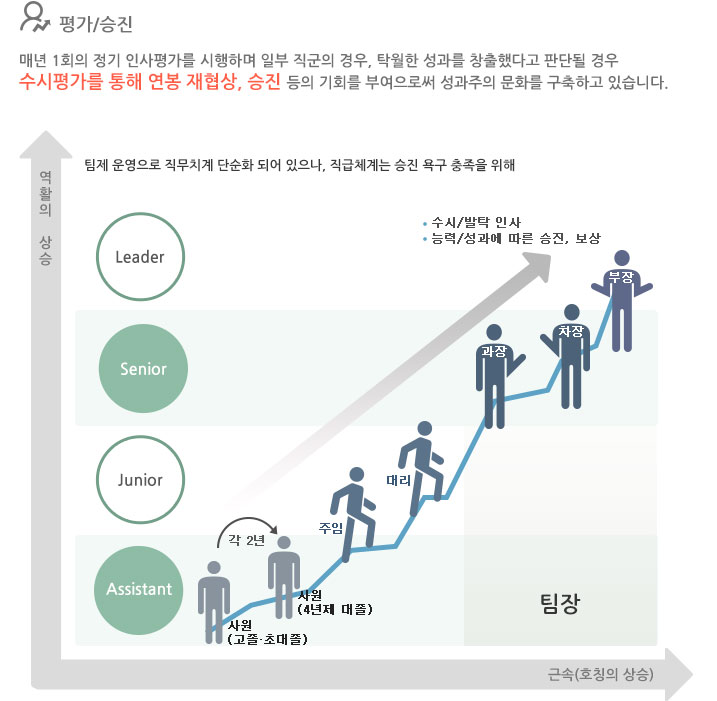 평가/승진
매년 1회의 정기 인사평가를 시행하며 일부 직군의 경우, 탁월한 성과를 창출했다고 판단될 경우
수시평가를 통해 연봉 재협상, 승진 등의 기회를 부여으로써 성과주의 문화를 구축하고 있습니다.
팀제 운영으로 직무치계 단순화 되어 있으나, 직급체계는 승진 욕구 충족을 위해
역활의 상승
• 수시/발탁 인사
• 능력/성과에 따른 승진, 보상
Leader
부장
차장
과장
Senior
대리
Junior
주임
각 2년
Assistant
사원
(4년제 대졸)
사원
(고졸·초대졸)
팀장
근속(호칭의 상승)